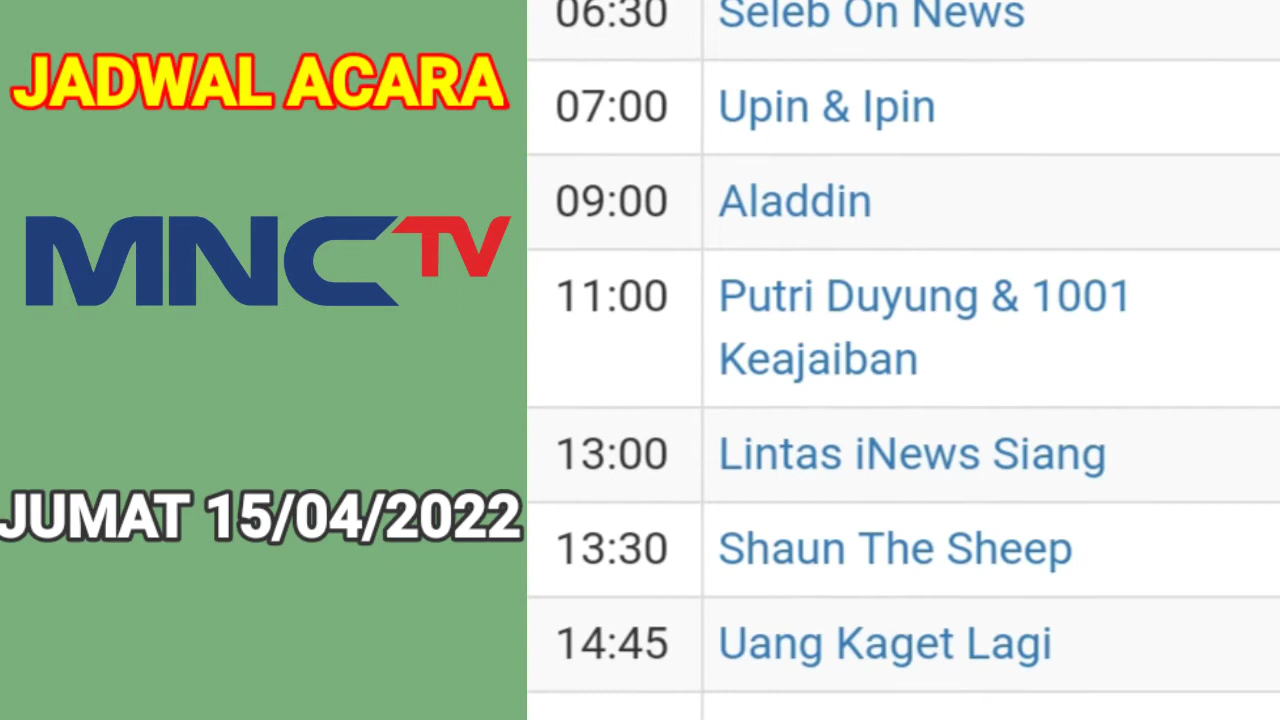 JADWAL ACARA
MNCTV
JUMAT 15/04/2022
06:30 Seleb On News
07:00 Upin & Ipin
09:00 Aladdin
11:00 Putri Duyung & 1001
Keajaiban
13:00 Lintas iNews Siang
13:30 Shaun The Sheep
14:45 Uang Kaget Lagi